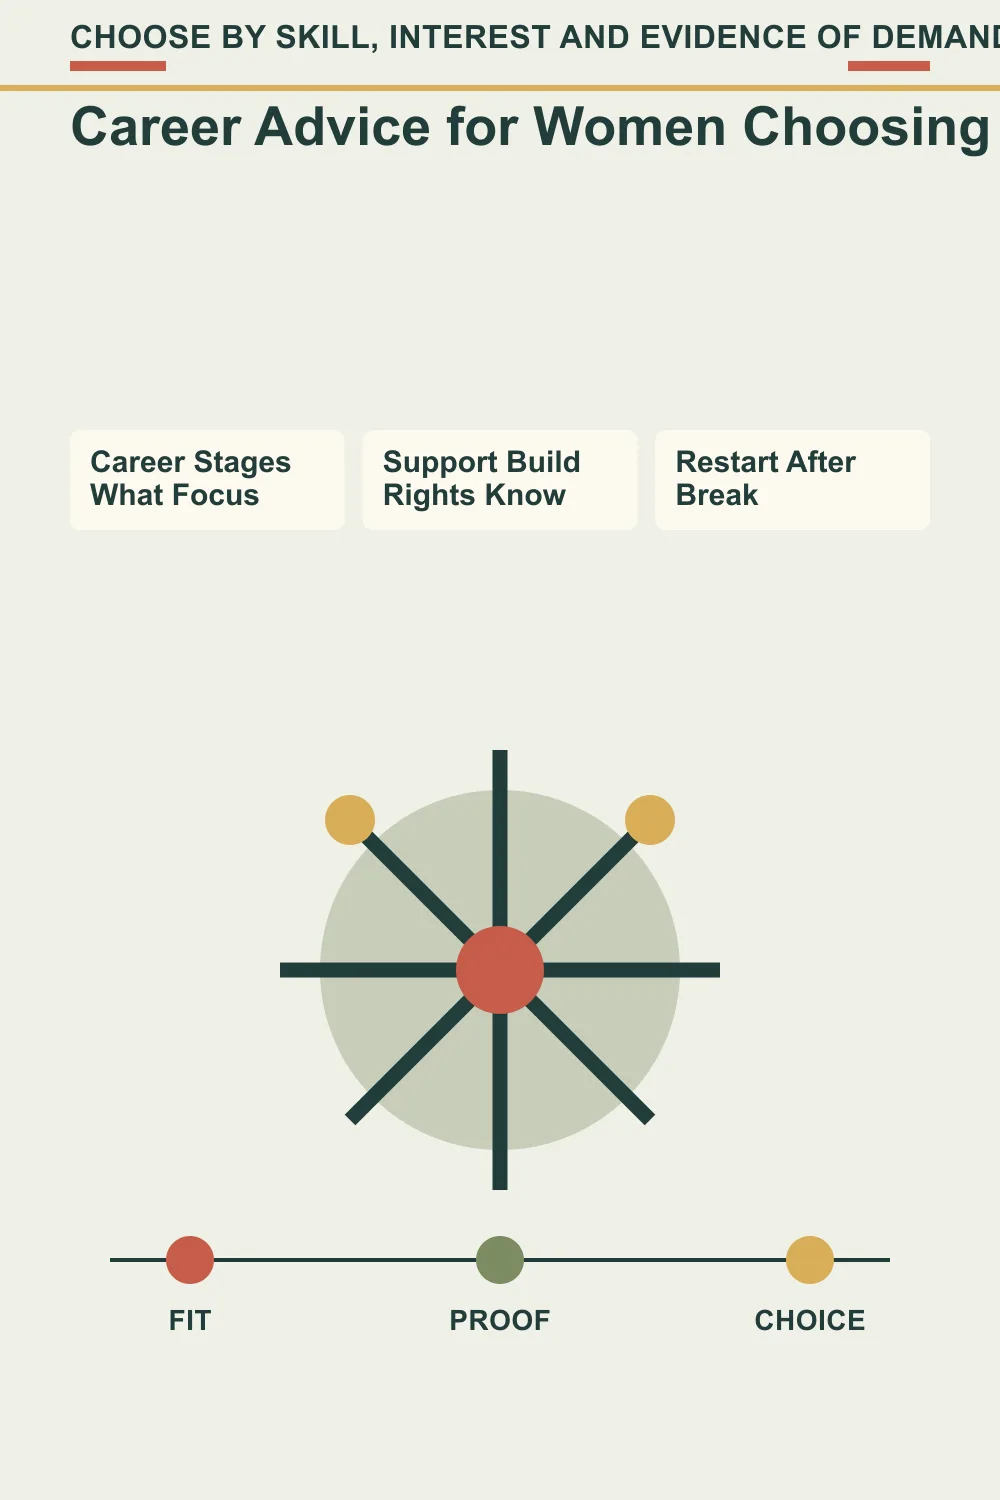 CHOOSE BY SKILL, INTEREST AND EVIDENCE OF DEMAND
Career Advice for Women Choosing
Career Stages
What Focus
Support Build
Rights Know
Restart After
Break
FIT
PROOF
CHOICE